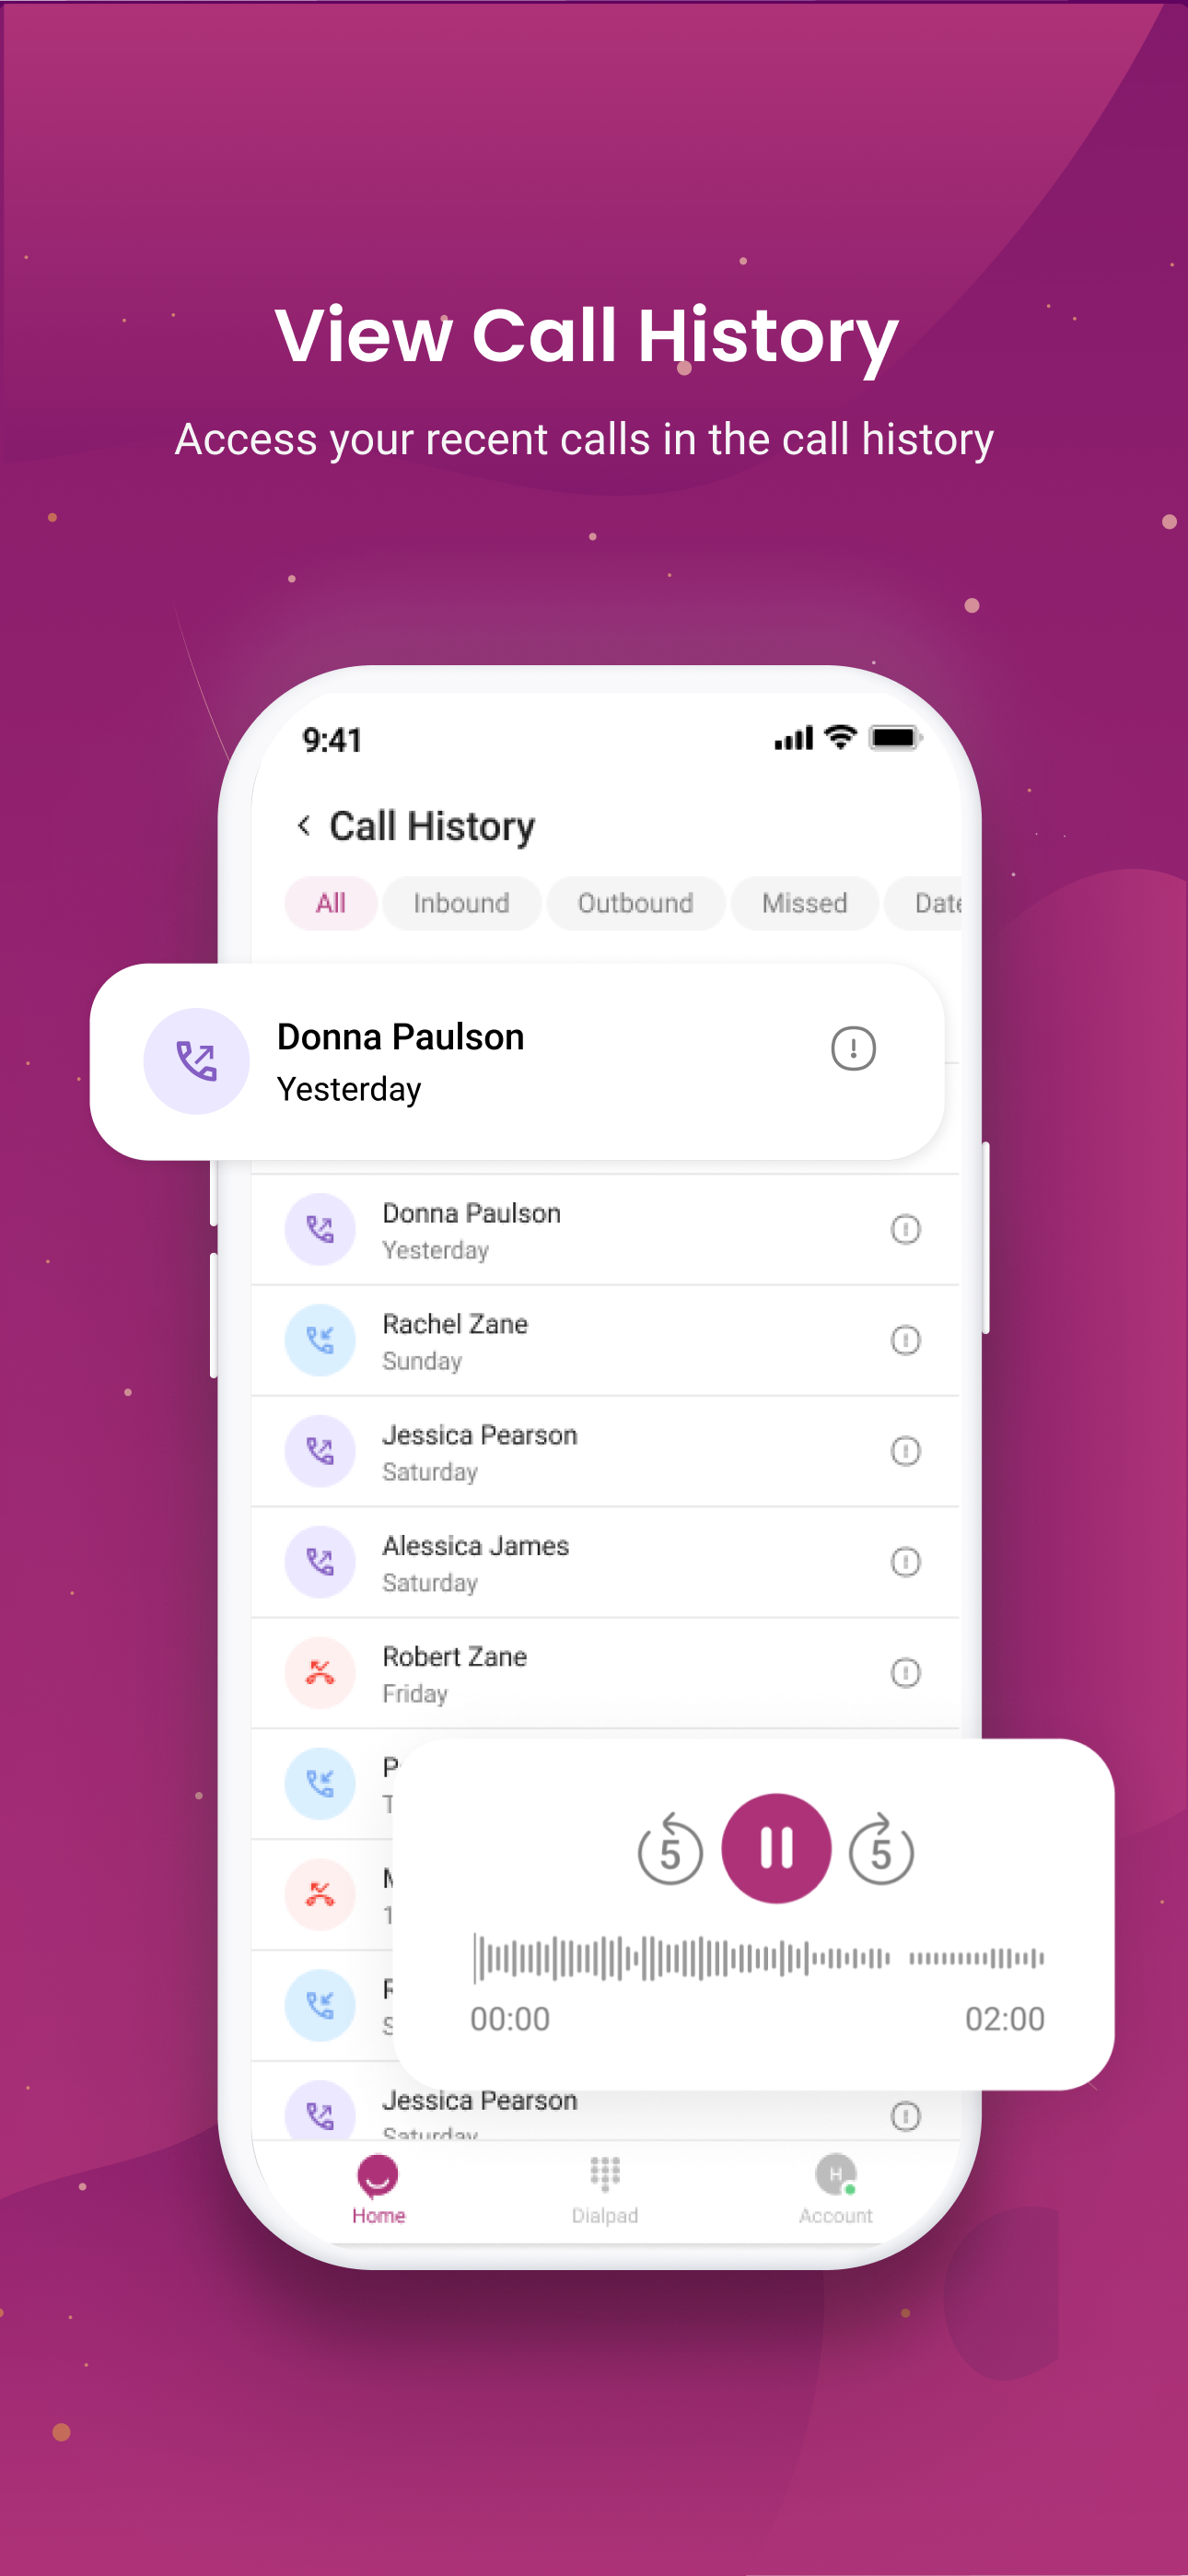 View Call History
Access your recent calls in the call history
9:41
Call History
All Inbound Outbound Missed
Donna Paulson
Yesterday
Donna Paulson
Yesterday
Rachel Zane
Sunday
Jessica Pearson
Saturday
Alessica James
Saturday
Robert Zane
Friday
5 5
00:00 02:00
Jessica Pearson
Saturday
H
Home Dialpad Account